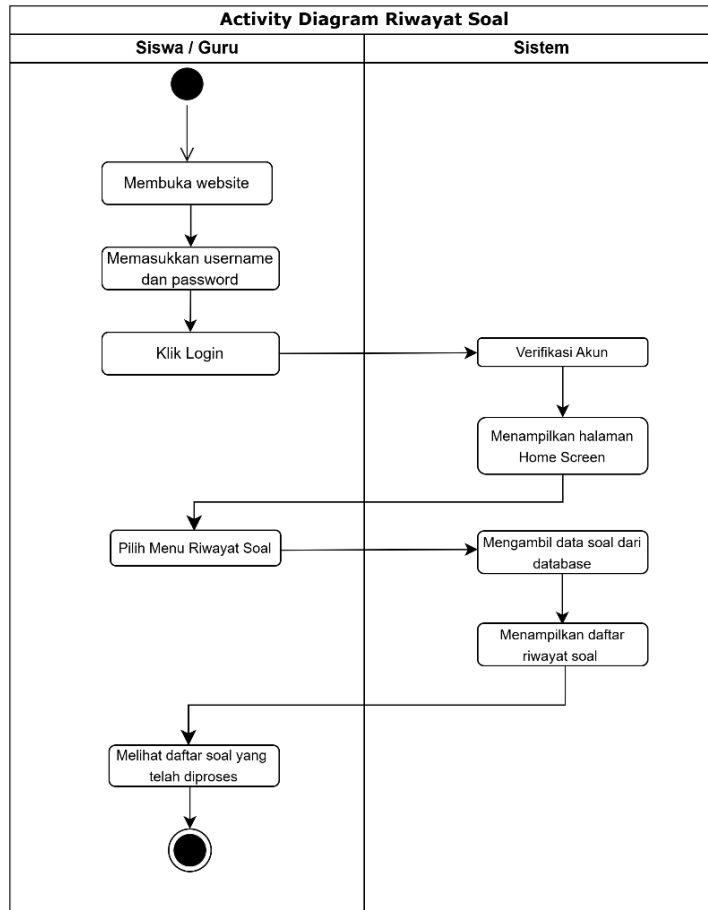 Activity Diagram Riwayat Soal
Siswa / Guru
Sistem
Membuka website
Memasukkan username
dan password
Klik Login
Verifikasi Akun
Menampilkan halaman
Home Screen
Pilih Menu Riwayat Soal
Mengambil data soal dari
database
Menampilkan daftar
riwayat soal
Melihat daftar soal yang
telah diproses